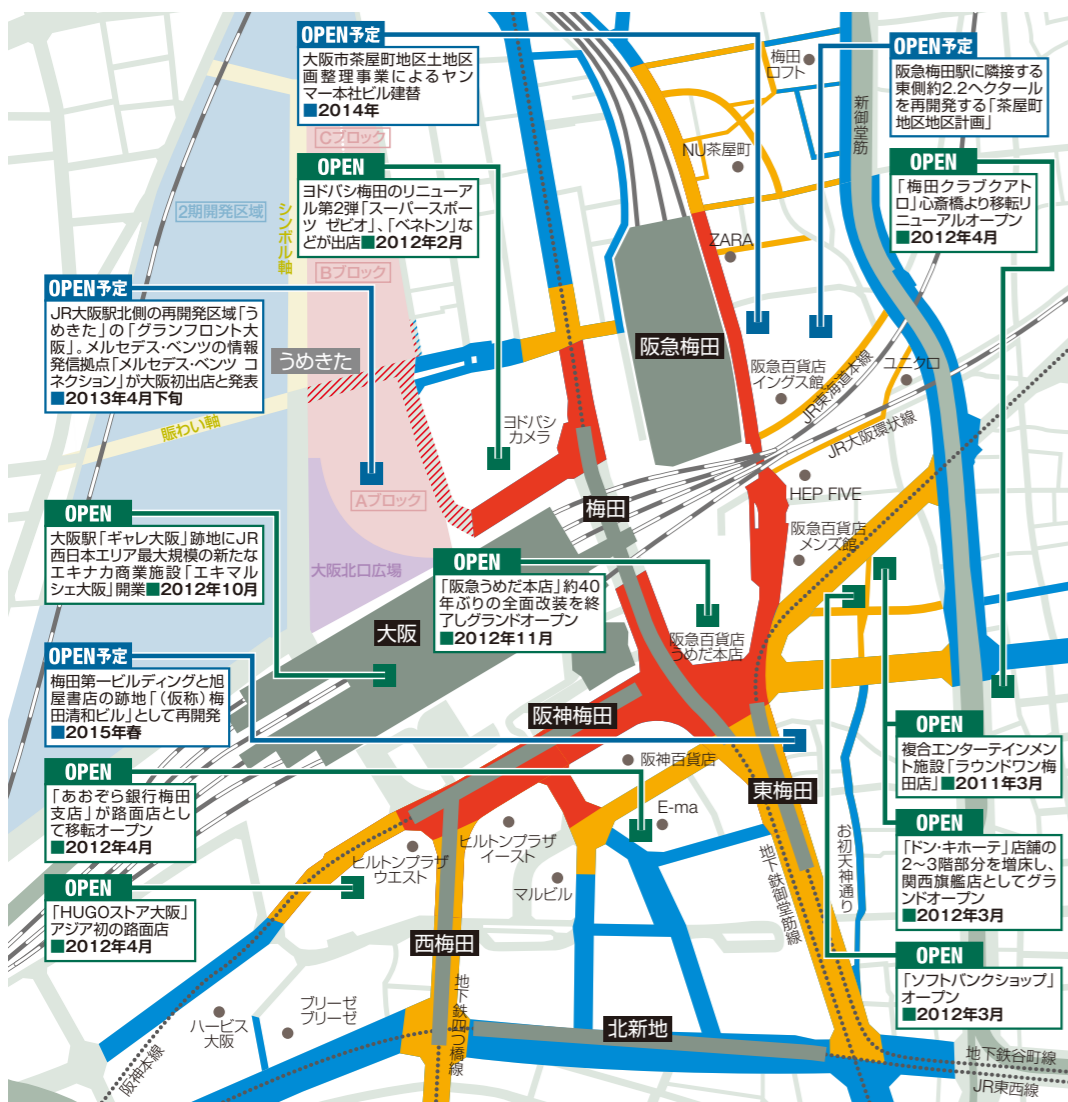 OPEN予定
大阪市茶屋町地区土地区
画整理事業によるヤン
マー本社ビル建替
■2014年
OPEN予定
阪急梅田駅に隣接する
東側約2.2ヘクタール
を再開発する「茶屋町
地区地区計画」
梅田
ロフト
新御堂筋
NU茶屋町
Cブロック
OPEN
ヨドバシ梅田のリニューア
ル第2弾「スーパースポー
ツ ゼビオ」、「ベネトン」な
どが出店■2012年2月
OPEN
「梅田クラブクアト
ロ」心斎橋より移転リ
ニューアルオープン
■2012年4月
2期開発区域
シンボル軸
ZARA
Bブロック
OPEN予定
JR大阪駅北側の再開発区域「う
めきた」の「グランフロント大
阪」。メルセデス・ベンツの情報
発信拠点「メルセデス・ベンツ コ
ネクション」が大阪初出店と発表
■2013年4月下旬
うめきた
阪急梅田
阪急百貨店
イングス館
JR東海道本線
ユニクロ
賑わい軸
ヨドバシ
カメラ
JR大阪環状線
Aブロック
HEP FIVE
梅田
阪急百貨店
メンズ館
OPEN
大阪駅「ギャレ大阪」跡地にJR
西日本エリア最大規模の新たな
エキナカ商業施設「エキマル
シェ大阪」開業■2012年10月
大阪北口広場
OPEN
「阪急うめだ本店」約40
年ぶりの全面改装を終
了しグランドオープン
■2012年11月
大阪
阪急百貨店
うめだ本店
OPEN予定
梅田第一ビルディングと旭
屋書店の跡地「(仮称)梅
田清和ビル」として再開発
■2015年春
阪神梅田
阪神百貨店
東梅田
OPEN
複合エンターテインメン
ト施設「ラウンドワン梅
田店」■2011年3月
OPEN
「あおぞら銀行梅田
支店」が路面店とし
て移転オープン
■2012年4月
E-ma
ヒルトンプラザ
イースト
ヒルトンプラザ
ウエスト
マルビル
地下鉄御堂筋線
お初天神通り
OPEN
「ドン・キホーテ」店舗の
2〜3階部分を増床し、
関西旗艦店としてグラ
ンドオープン
■2012年3月
OPEN
「HUGOストア大阪」
アジア初の路面店
■2012年4月
西梅田
地下鉄四つ橋線
OPEN
「ソフトバンクショップ」
オープン
■2012年3月
ブリーゼ
ブリーゼ
ハービス
大阪
北新地
阪神本線
地下鉄谷町線
JR東西線